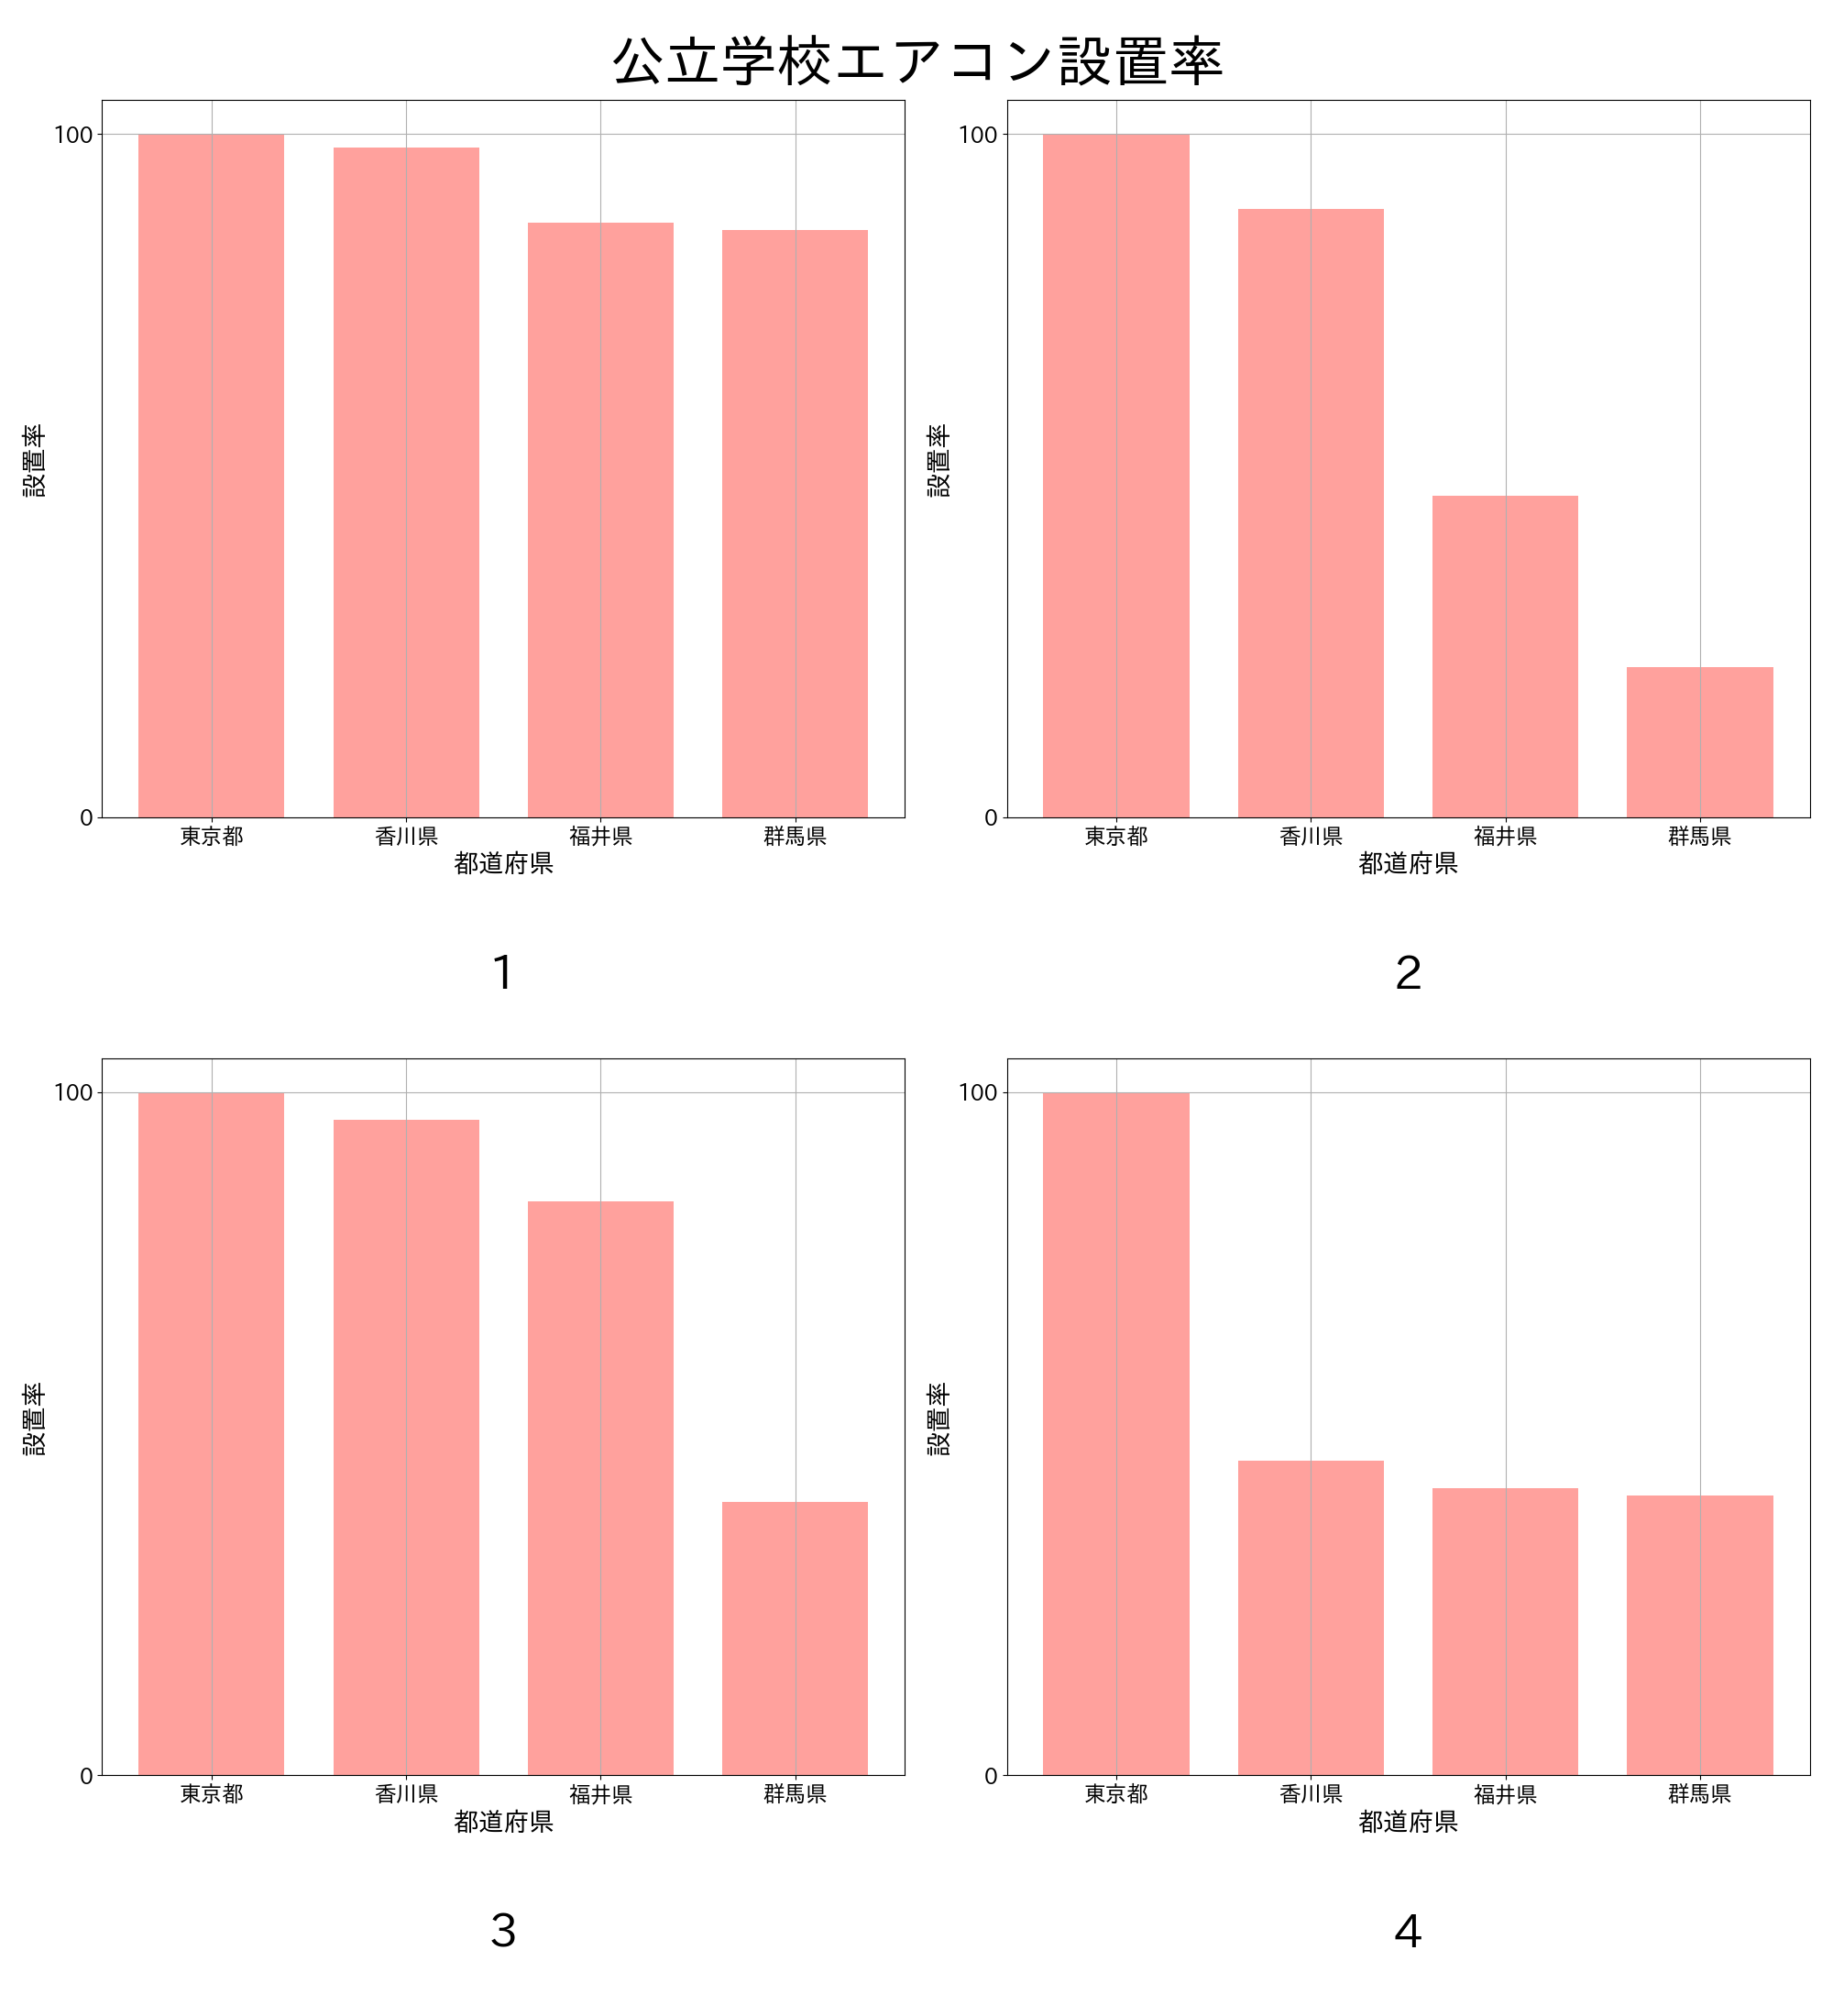 公立学校エアコン設置率
100
設置率
0
東京都 香川県 福井県 群馬県
都道府県
1
100
設置率
0
東京都 香川県 福井県 群馬県
都道府県
2
100
設置率
0
東京都 香川県 福井県 群馬県
都道府県
3
100
設置率
0
東京都 香川県 福井県 群馬県
都道府県
4